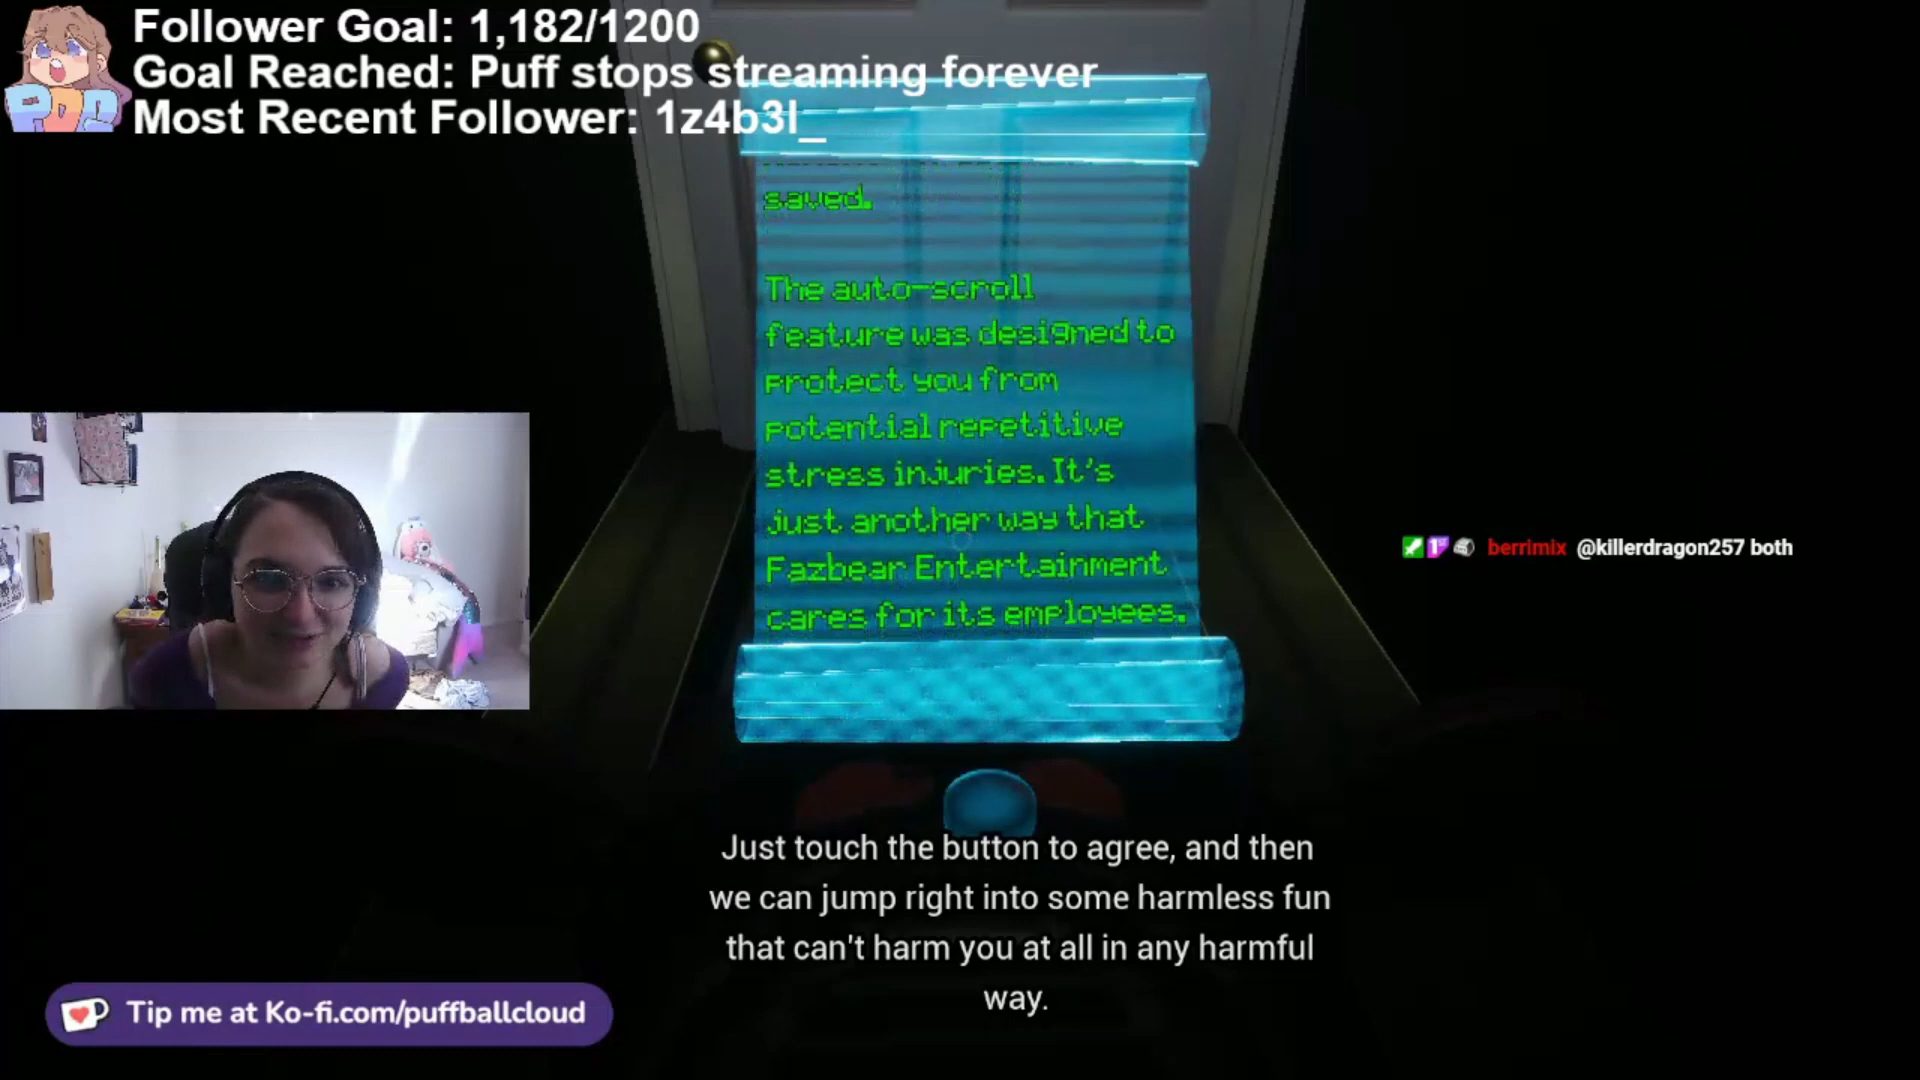 Follower Goal: 1,182/1200
Goal Reached: Puff stops streaming forever
Most Recent Follower: 1z4b3l_
PDC
saved.
The auto-scroll
feature was designed to
protect you from
potential repetitive
stress injuries. It's
just another way that
Fazbear Entertainment
cares for its employees.
berrimix @killerdragon257 both
Just touch the button to agree, and then
we can jump right into some harmless fun
that can't harm you at all in any harmful
way.
Tip me at Ko-fi.com/puffballcloud